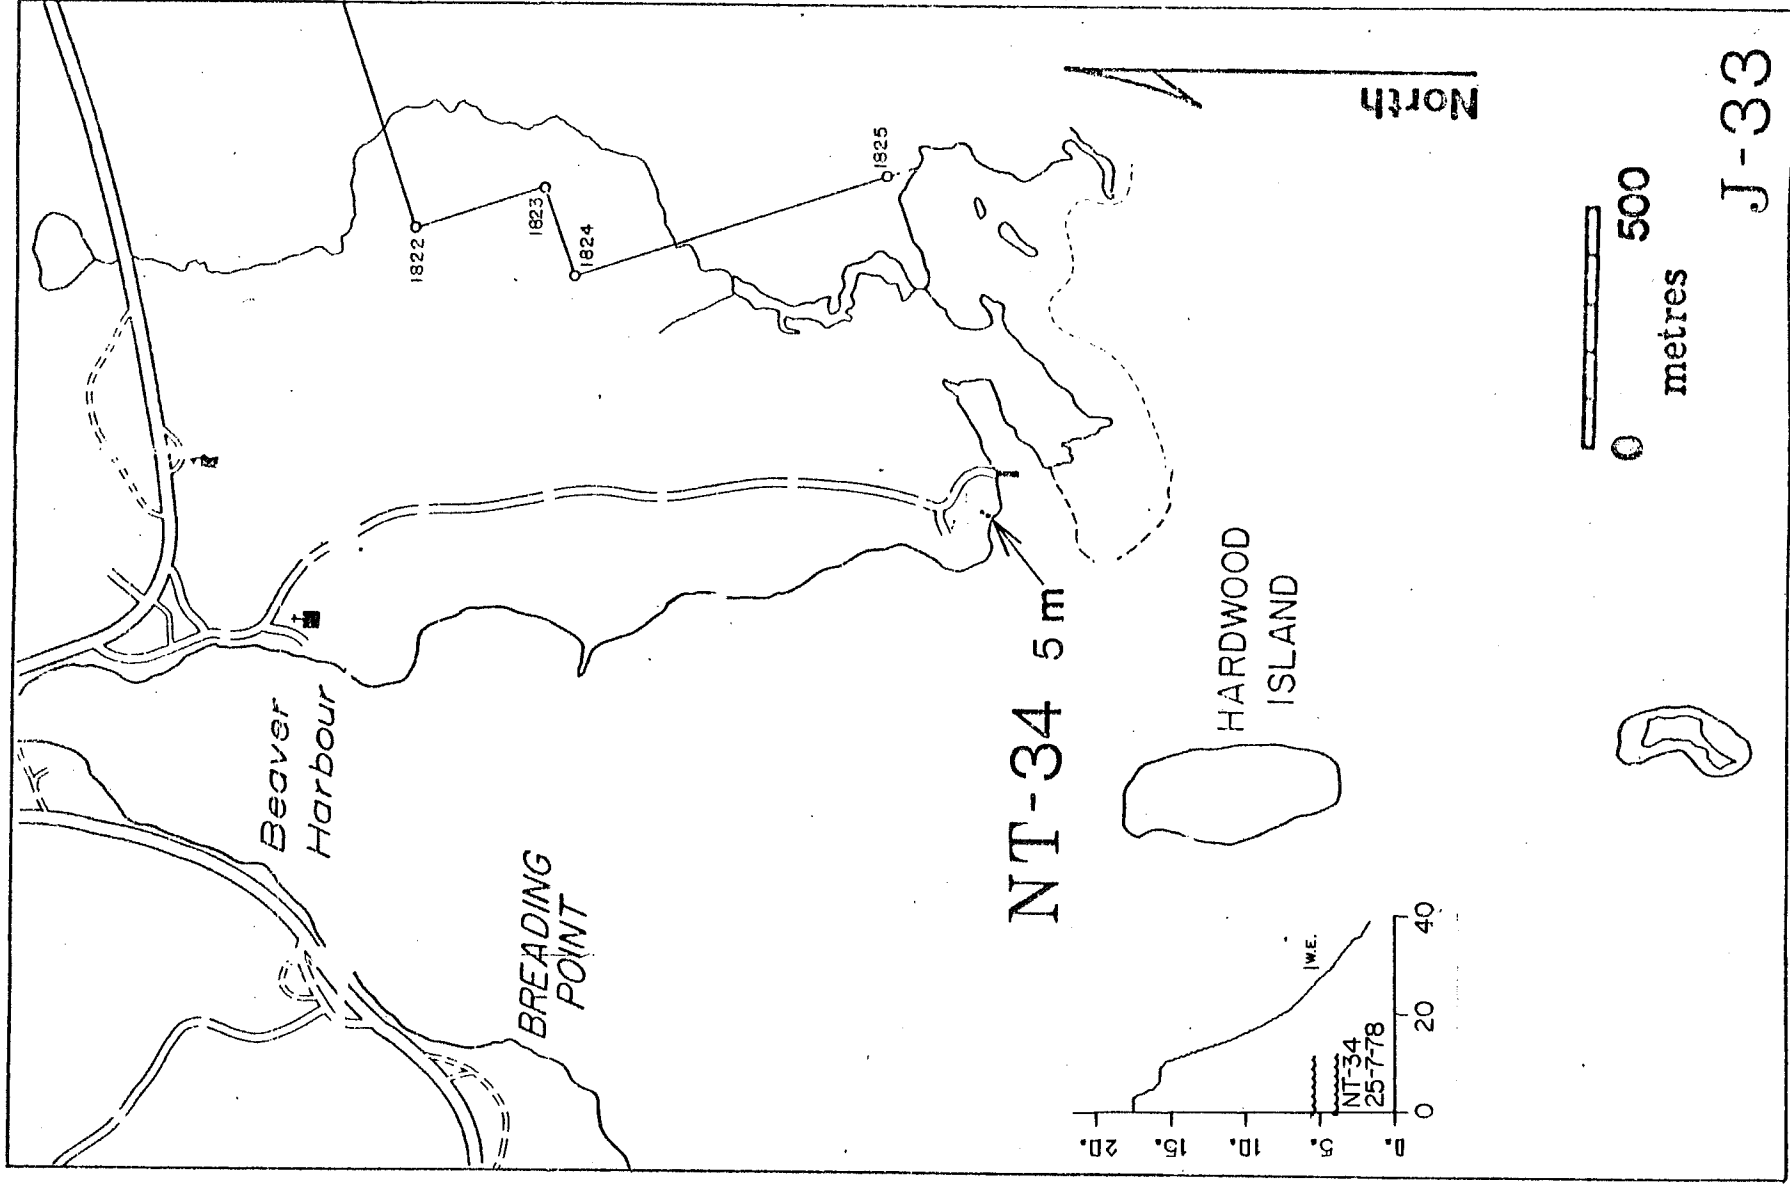 1822
1823
1824
1825
North
Beaver
Harbour
BREADING
POINT
NT-34 5 m
HARDWOOD
ISLAND
0 500
metres
J-33
20.
15.
10.
5.
0.
W.E.
NT-34
25-7-78
0 20 40